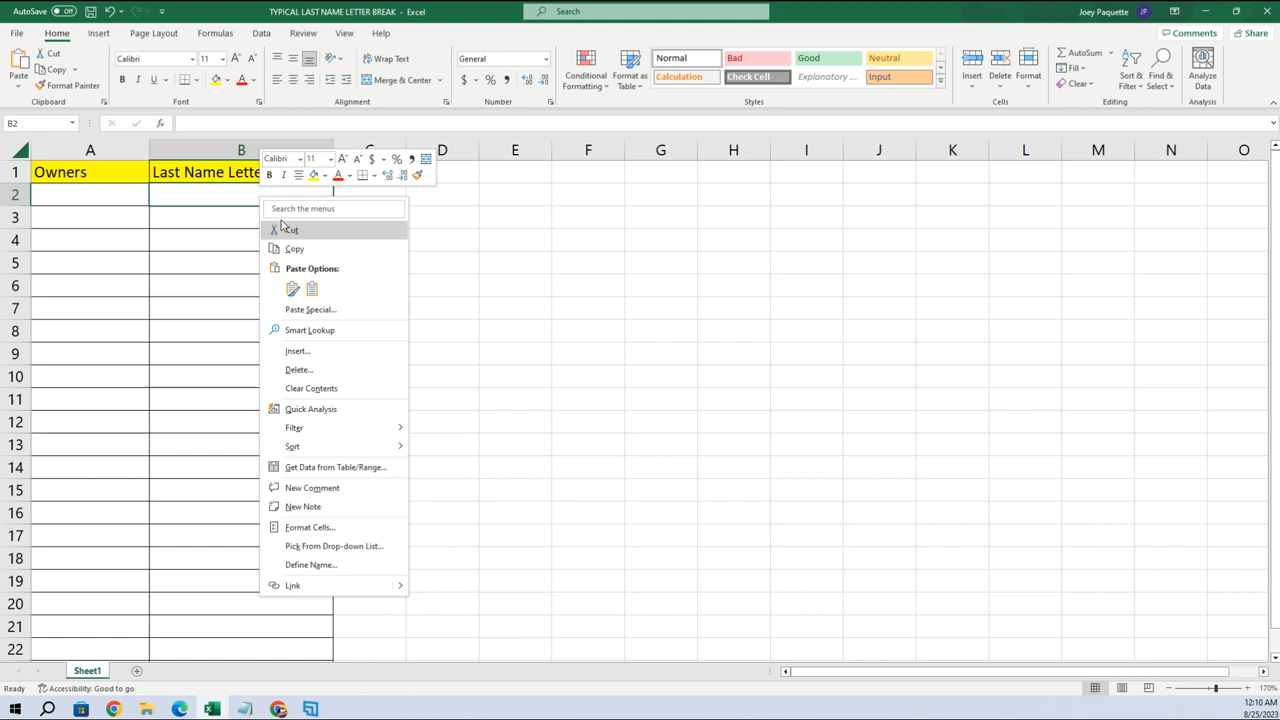 AutoSave Off TYPICAL LAST NAME LETTER BREAK - Excel Search Joey Paquette JP
File Home Insert Page Layout Formulas Data Review View Help Comments Share
Paste Cut Copy Format Painter
Calibri 11 B I U
Wrap Text Merge & Center
General $ % ,
Conditional Formatting Format as Table
Normal Bad Good Neutral
Calculation Check Cell Explanatory ... Input
Insert Delete Format
AutoSum Fill Clear
Sort & Filter Find & Select
Analyze Data
Clipboard Font Alignment Number Styles Cells Editing Analysis
B2 fx
A B C D E F G H I J K L M N O
1 Owners Last Name Lette
2
3
4
5
6
7
8
9
10
11
12
13
14
15
16
17
18
19
20
21
22
Calibri 11 A A $ % ,
B I A
Search the menus
Cut
Copy
Paste Options:
Paste Special...
Smart Lookup
Insert...
Delete...
Clear Contents
Quick Analysis
Filter
Sort
Get Data from Table/Range...
New Comment
New Note
Format Cells...
Pick From Drop-down List...
Define Name...
Link
Sheet1
Ready Accessibility: Good to go 170%
12:10 AM
8/25/2023